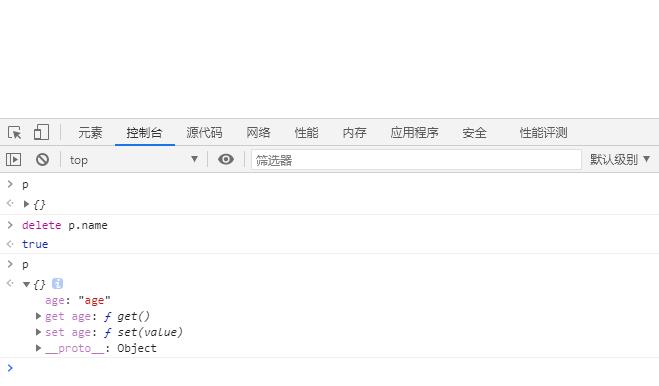 元素 控制台 源代码 网络 性能 内存 应用程序 安全 性能评测
top 筛选器 默认级别
p
{}
delete p.name
true
p
{} i
age: "age"
get age: ƒ get()
set age: ƒ set(value)
__proto__: Object